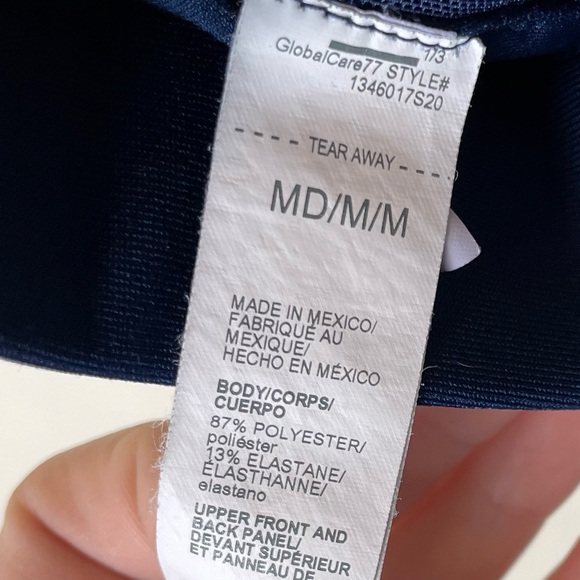 1/3
GlobalCare77 STYLE#
1346017S20
TEAR AWAY
MD/M/M
MADE IN MEXICO/
FABRIQUÉ AU
MEXIQUE/
HECHO EN MÉXICO
BODY/CORPS/
CUERPO
87% POLYESTER/
poliéster
13% ELASTANE/
ÉLASTHANNE/
elastano
UPPER FRONT AND
BACK PANEL/
DEVANT SUPÉRIEUR
ET PANNEAU DE